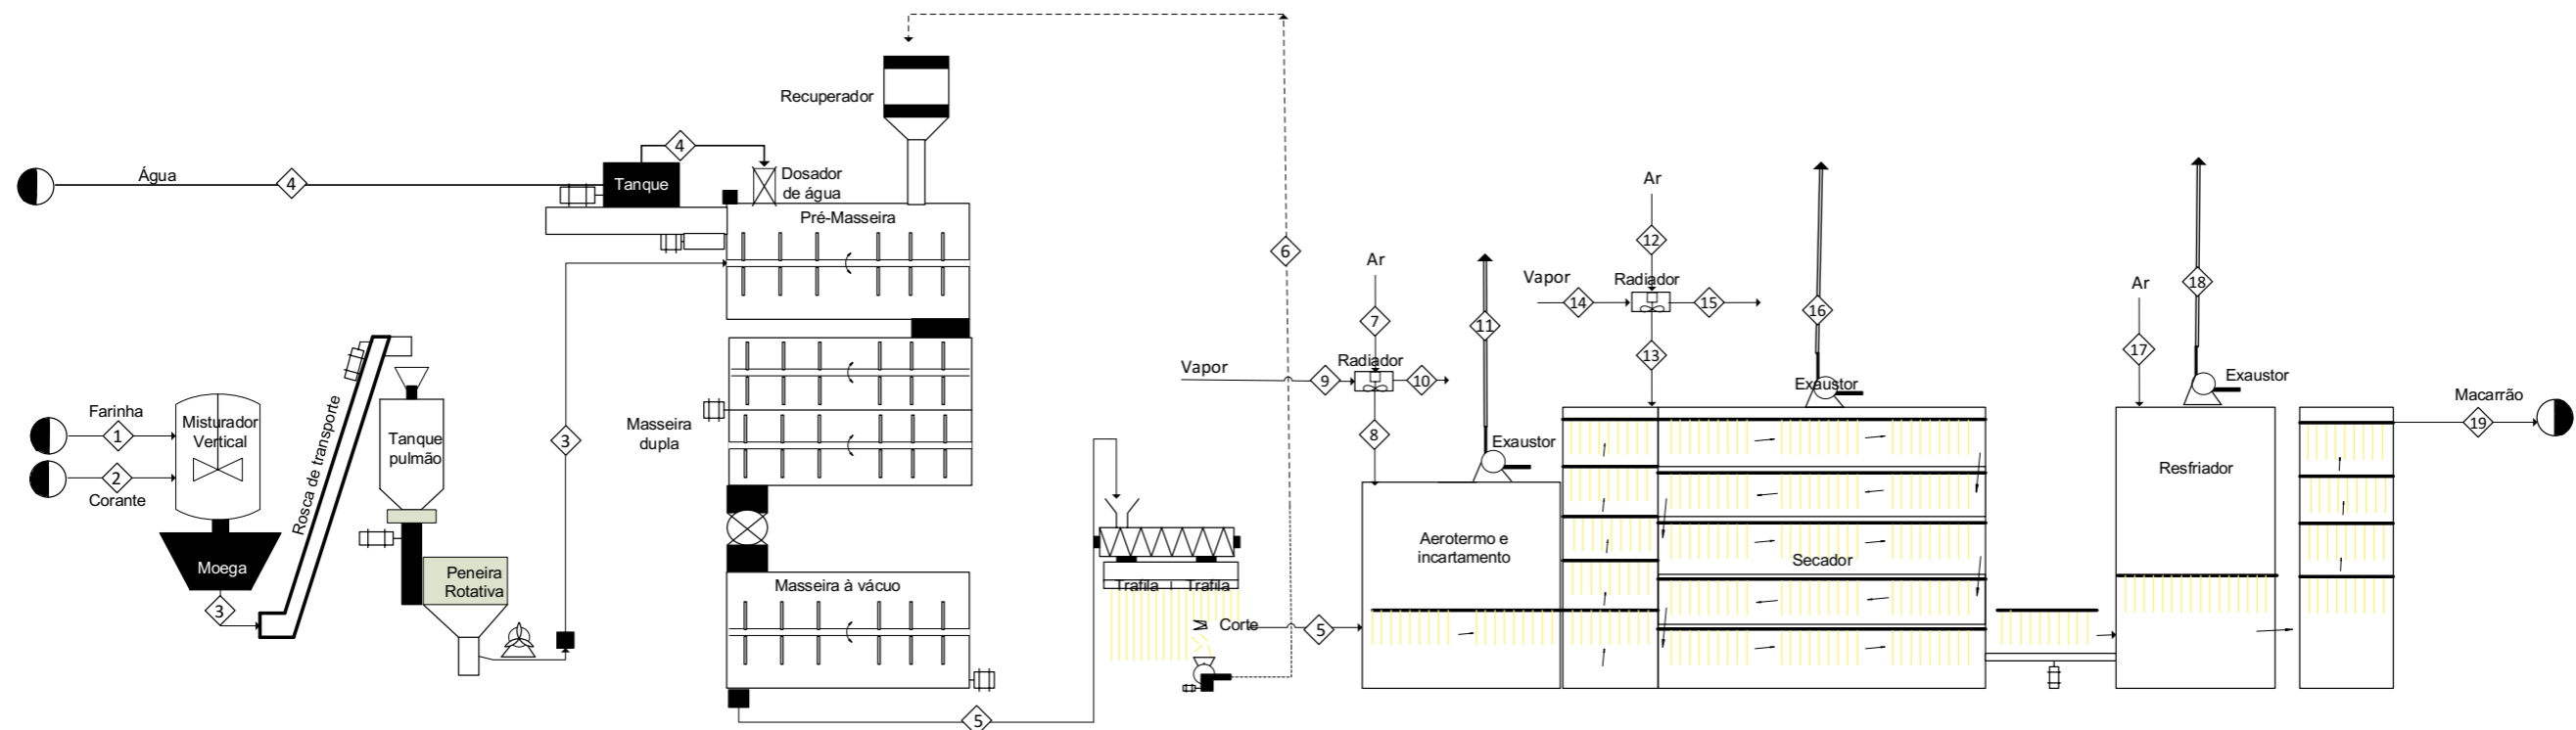 Recuperador
Água
4
4
Tanque
Dosador
de água
Pré-Masseira
Farinha
1
2
Corante
Misturador
Vertical
Moega
3
Rosca de transporte
Tanque
pulmão
Peneira
Rotativa
3
Masseira
dupla
Masseira à vácuo
5
Trafila
Trafila
Corte
5
6
Ar
7
Vapor
9
Radiador
10
8
11
Exaustor
Aerotermo e
incartamento
Ar
12
Vapor
14
Radiador
15
13
16
Exaustor
Secador
Ar
17
18
Exaustor
Resfriador
Macarrão
19